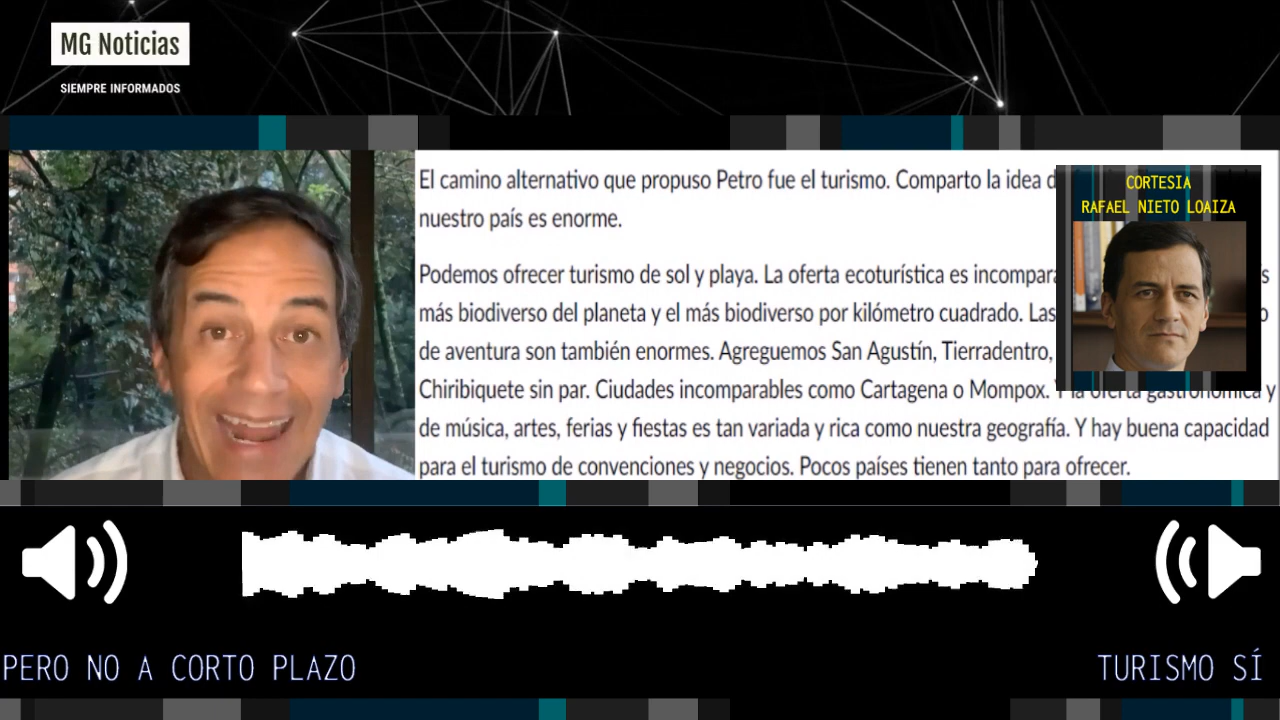 MG Noticias
SIEMPRE INFORMADOS
El camino alternativo que propuso Petro fue el turismo. Comparto la idea
nuestro país es enorme.
Podemos ofrecer turismo de sol y playa. La oferta ecoturística es
más biodiverso del planeta y el más biodiverso por kilómetro cuadrado. Las
de aventura son también enormes. Agreguemos San Agustín, Tierradentro,
Chiribiquete sin par. Ciudades incomparables como Cartagena o Mompox. Y la oferta gastronómica y
de música, artes, ferias y fiestas es tan variada y rica como nuestra geografía. Y hay buena capacidad
para el turismo de convenciones y negocios. Pocos países tienen tanto para ofrecer.
CORTESIA
RAFAEL NIETO LOAIZA
PERO NO A CORTO PLAZO
TURISMO SÍ